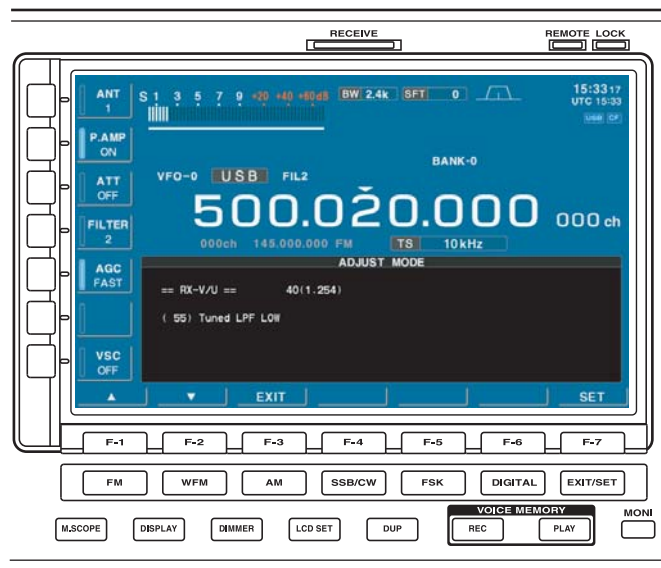 RECEIVE REMOTE LOCK
ANT
1
S 1 3 5 7 9 +20 +40 +60dB BW 2.4k SFT 0
15:33 17
UTC 15:33
USB CF
P.AMP
ON
BANK-0
ATT
OFF
VFO-0 USB FIL2
500.020.000 000 ch
FILTER
2
000ch 145.000.000 FM TS 10kHz
ADJUST MODE
AGC
FAST
== RX-V/U == 40(1.254)
( 55) Tuned LPF LOW
VSC
OFF
▲ ▼ EXIT SET
F-1 F-2 F-3 F-4 F-5 F-6 F-7
FM WFM AM SSB/CW FSK DIGITAL EXIT/SET
VOICE MEMORY MONI
M.SCOPE DISPLAY DIMMER LCD SET DUP REC PLAY